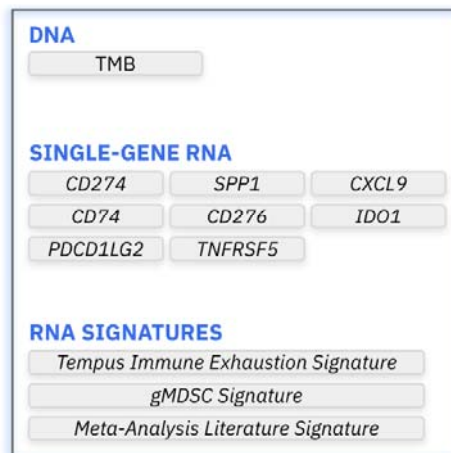 DNA
TMB
SINGLE-GENE RNA
CD274 SPP1 CXCL9
CD74 CD276 IDO1
PDCD1LG2 TNFRSF5
RNA SIGNATURES
Tempus Immune Exhaustion Signature
gMDSC Signature
Meta-Analysis Literature Signature